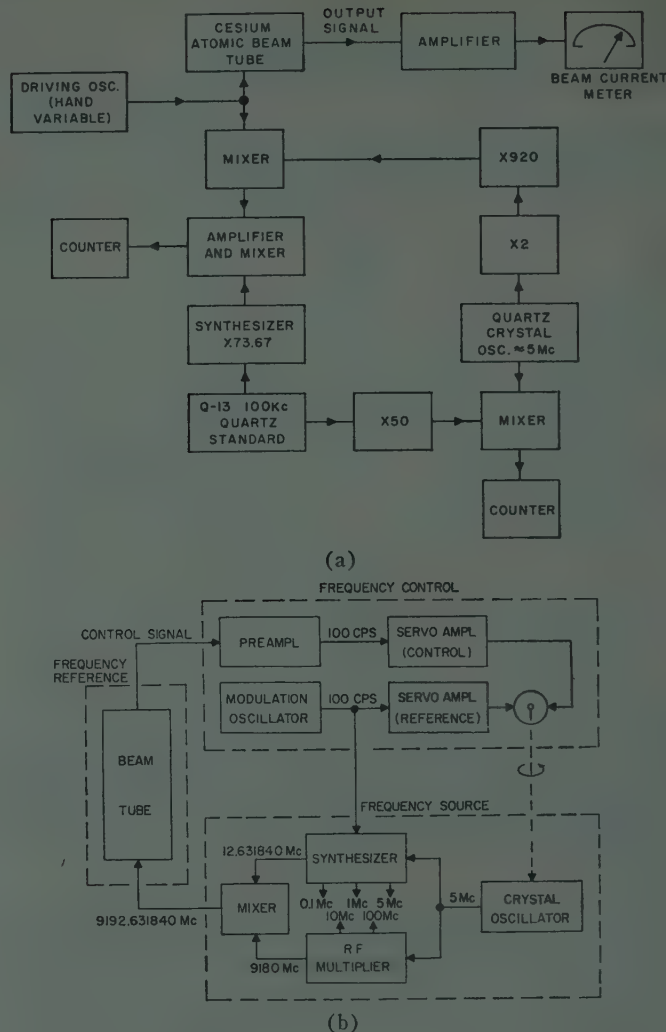 OUTPUT
SIGNAL
CESIUM
ATOMIC BEAM
TUBE
AMPLIFIER
BEAM CURRENT
METER
DRIVING OSC.
(HAND
VARIABLE)
MIXER
X920
COUNTER
AMPLIFIER
AND MIXER
X2
SYNTHESIZER
X73.67
QUARTZ
CRYSTAL
OSC. ≈ 5 Mc
Q-13 100Kc
QUARTZ
STANDARD
X50
MIXER
COUNTER
(a)
FREQUENCY CONTROL
CONTROL SIGNAL
PREAMPL
100 CPS
SERVO AMPL
(CONTROL)
FREQUENCY
REFERENCE
MODULATION
OSCILLATOR
100 CPS
SERVO AMPL
(REFERENCE)
BEAM
TUBE
FREQUENCY SOURCE
12.631840 Mc
SYNTHESIZER
0.1 Mc 1Mc 5 Mc
10Mc 100Mc
MIXER
5Mc
CRYSTAL
OSCILLATOR
R F
MULTIPLIER
9180 Mc
9192.631840 Mc
(b)